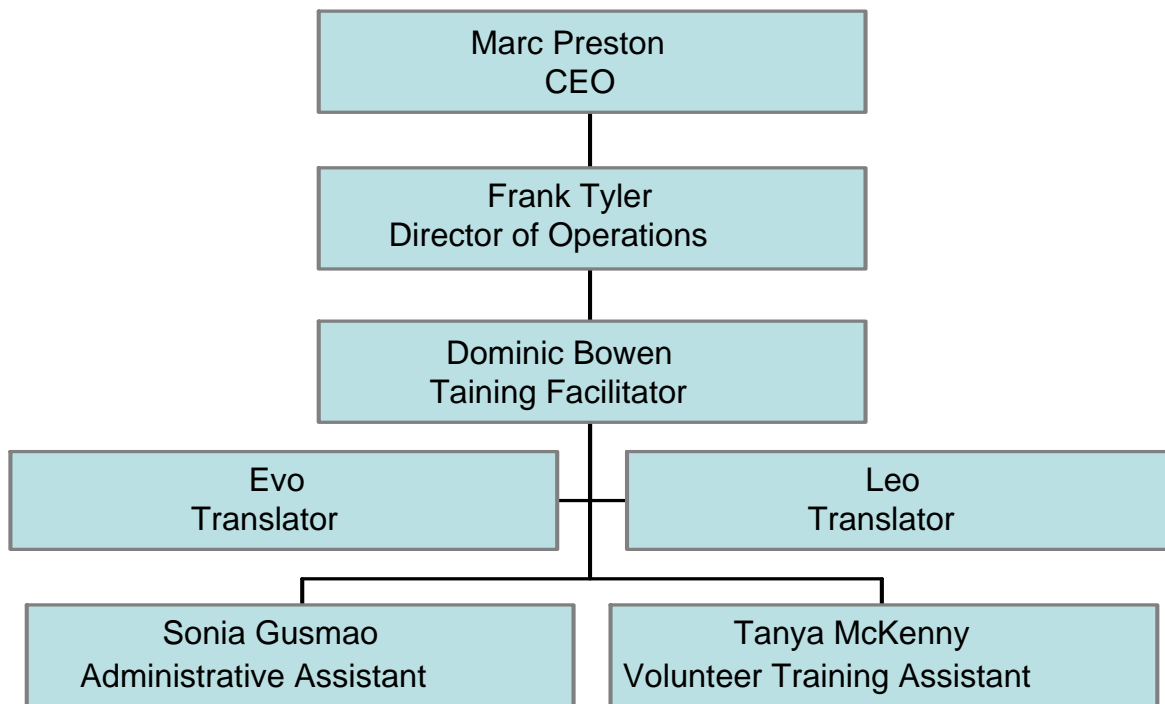 Marc Preston
CEO
Frank Tyler
Director of Operations
Dominic Bowen
Taining Facilitator
Evo
Translator
Leo
Translator
Sonia Gusmao
Administrative Assistant
Tanya McKenny
Volunteer Training Assistant